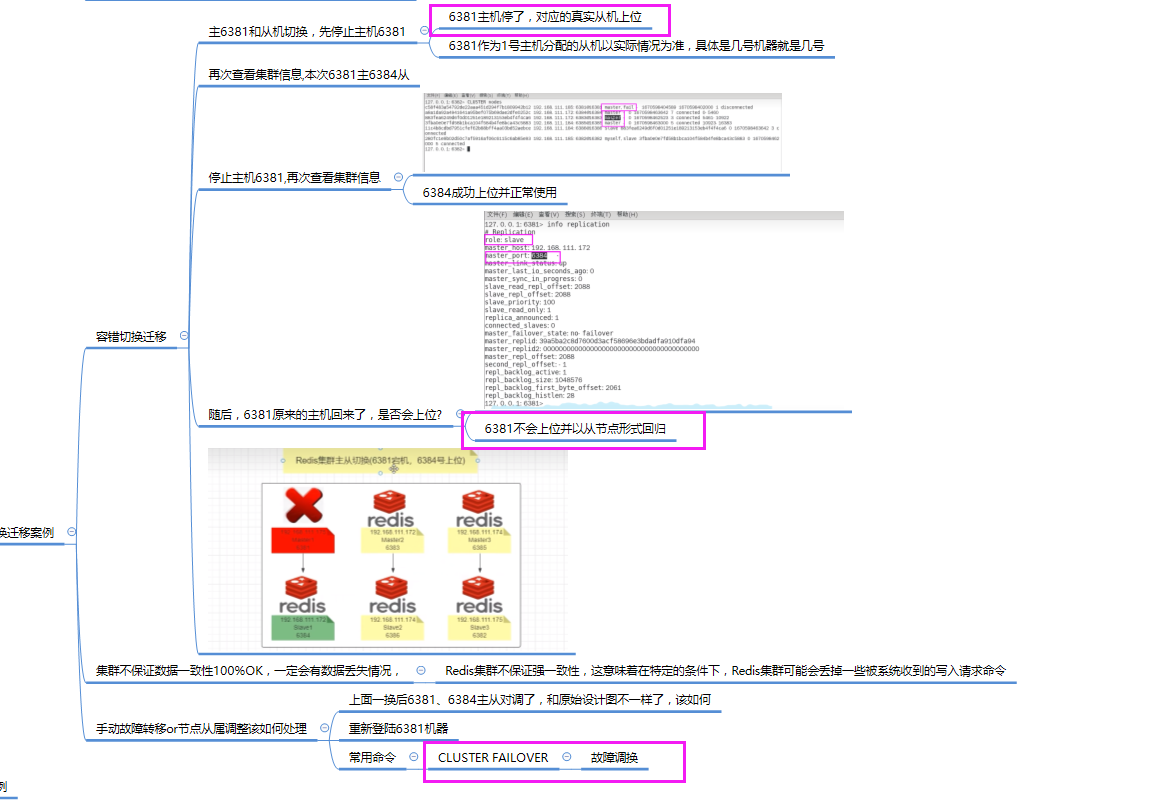 6381主机停了，对应的真实从机上位
主6381和从机切换，先停止主机6381
6381作为1号主机分配的从机以实际情况为准，具体是几号机器就是几号
再次查看集群信息,本次6381主6384从
127.0.0.1:6382> CLUSTER nodes
停止主机6381,再次查看集群信息
6384成功上位并正常使用
文件(F) 编辑(E) 查看(V) 搜索(S) 终端(T) 帮助(H)
127.0.0.1:6381> info replication
# Replication
role:slave
master_host:192.168.111.172
master_port:6384
master_link_status:up
master_last_io_seconds_ago:0
master_sync_in_progress:0
slave_read_repl_offset:2088
slave_repl_offset:2088
slave_priority:100
slave_read_only:1
replica_announced:1
connected_slaves:0
master_failover_state:no-failover
master_replid:39a5ba2c8d7600d3acf58696e3bdadfa910dfa94
master_replid2:0000000000000000000000000000000000000000
master_repl_offset:2088
second_repl_offset:-1
repl_backlog_active:1
repl_backlog_size:1048576
repl_backlog_first_byte_offset:2061
repl_backlog_histlen:28
127.0.0.1:6381>
容错切换迁移
随后，6381原来的主机回来了，是否会上位?
6381不会上位并以从节点形式回归
Redis集群主从切换(6381宕机，6384号上位)
redis redis
192.168.111.172 192.168.111.174
Master2 Master3
6383 6385
换迁移案例
redis redis redis
192.168.111.172 192.168.111.174 192.168.111.175
Slave1 Slave2 Slave3
6384 6386 6382
集群不保证数据一致性100%OK，一定会有数据丢失情况，
Redis集群不保证强一致性，这意味着在特定的条件下，Redis集群可能会丢掉一些被系统收到的写入请求命令
上面一换后6381、6384主从对调了，和原始设计图不一样了，该如何
手动故障转移or节点从属调整该如何处理
重新登陆6381机器
常用命令
CLUSTER FAILOVER
故障调换
例